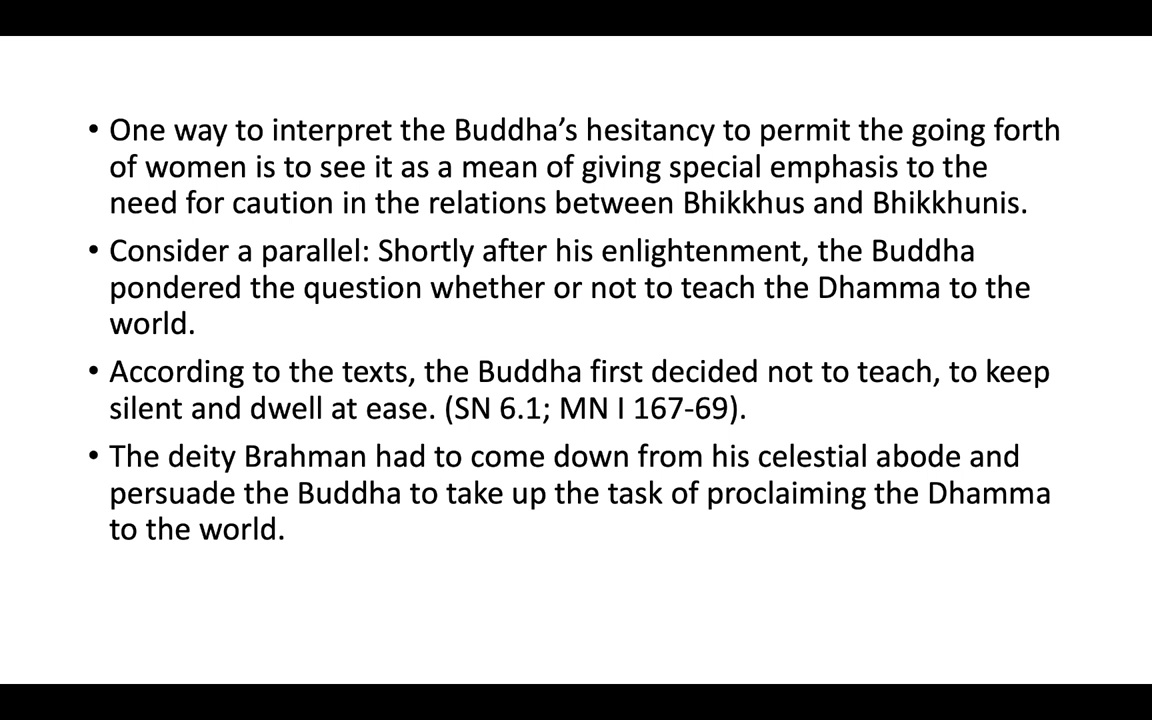 • One way to interpret the Buddha’s hesitancy to permit the going forth
of women is to see it as a mean of giving special emphasis to the
need for caution in the relations between Bhikkhus and Bhikkhunis.
• Consider a parallel: Shortly after his enlightenment, the Buddha
pondered the question whether or not to teach the Dhamma to the
world.
• According to the texts, the Buddha first decided not to teach, to keep
silent and dwell at ease. (SN 6.1; MN I 167-69).
• The deity Brahman had to come down from his celestial abode and
persuade the Buddha to take up the task of proclaiming the Dhamma
to the world.